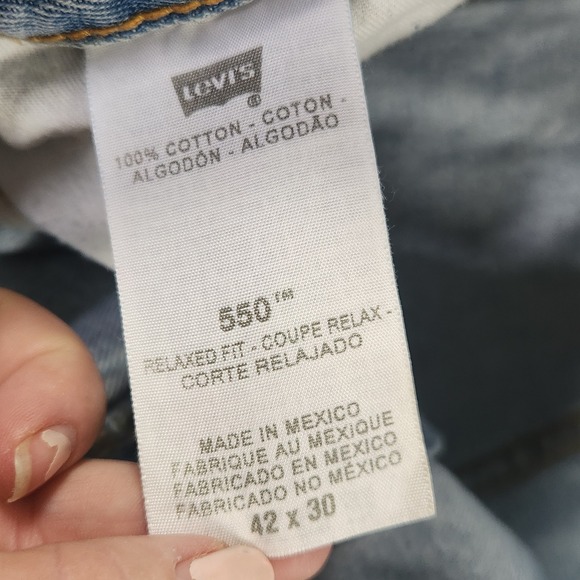 Levi's®
100% COTTON - COTON -
ALGODÓN - ALGODÃO
550™
RELAXED FIT - COUPE RELAX -
CORTE RELAJADO
MADE IN MEXICO
FABRIQUE AU MEXIQUE
FABRICADO EN MEXICO
FABRICADO NO MÉXICO
42 x 30